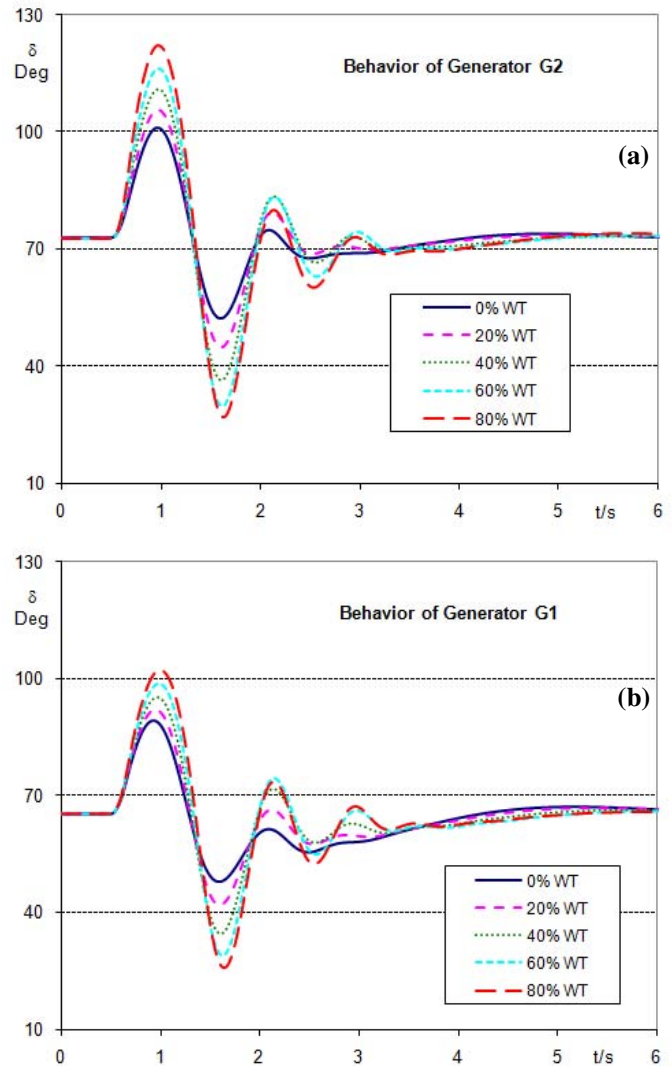 130
δ
Deg
Behavior of Generator G2
100
(a)
70
0% WT
20% WT
40% WT
40
60% WT
80% WT
10
0 1 2 3 4 5 t/s 6
130
δ
Deg
Behavior of Generator G1
100
(b)
70
0% WT
20% WT
40
40% WT
60% WT
80% WT
10
0 1 2 3 4 5 t/s 6